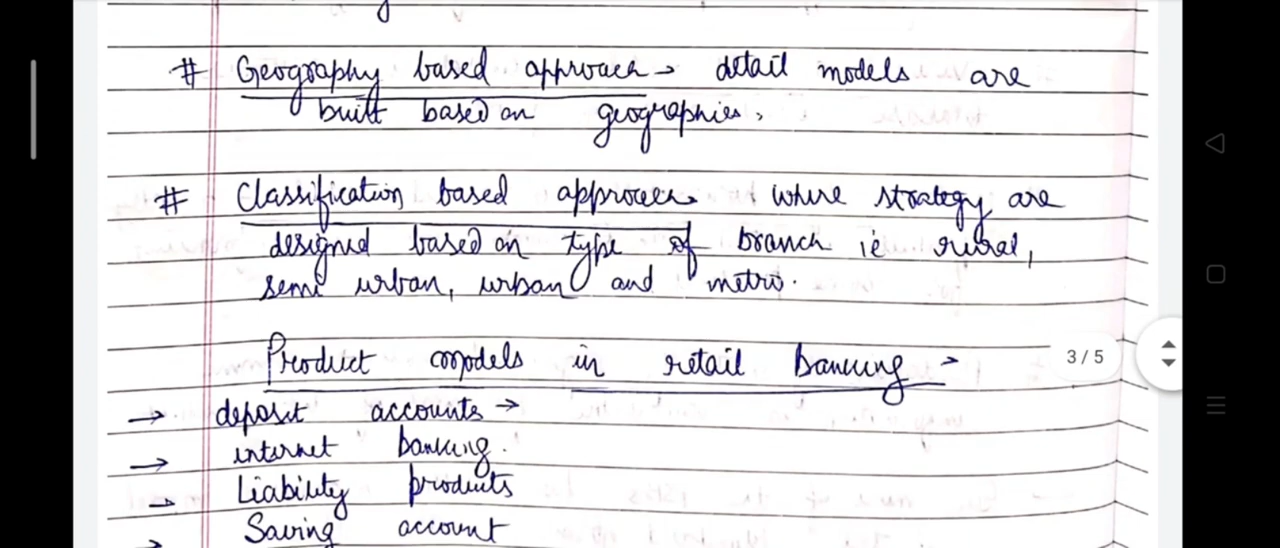 # Geography based approach → detail models are
built based on geographies.
# Classification based approach where strategy are
designed based on type of branch ie rural,
semi urban, urban and metro.
Product models in retail banking →
3 / 5
→ deposit accounts →
→ internet banking.
→ Liability products
→ Saving account